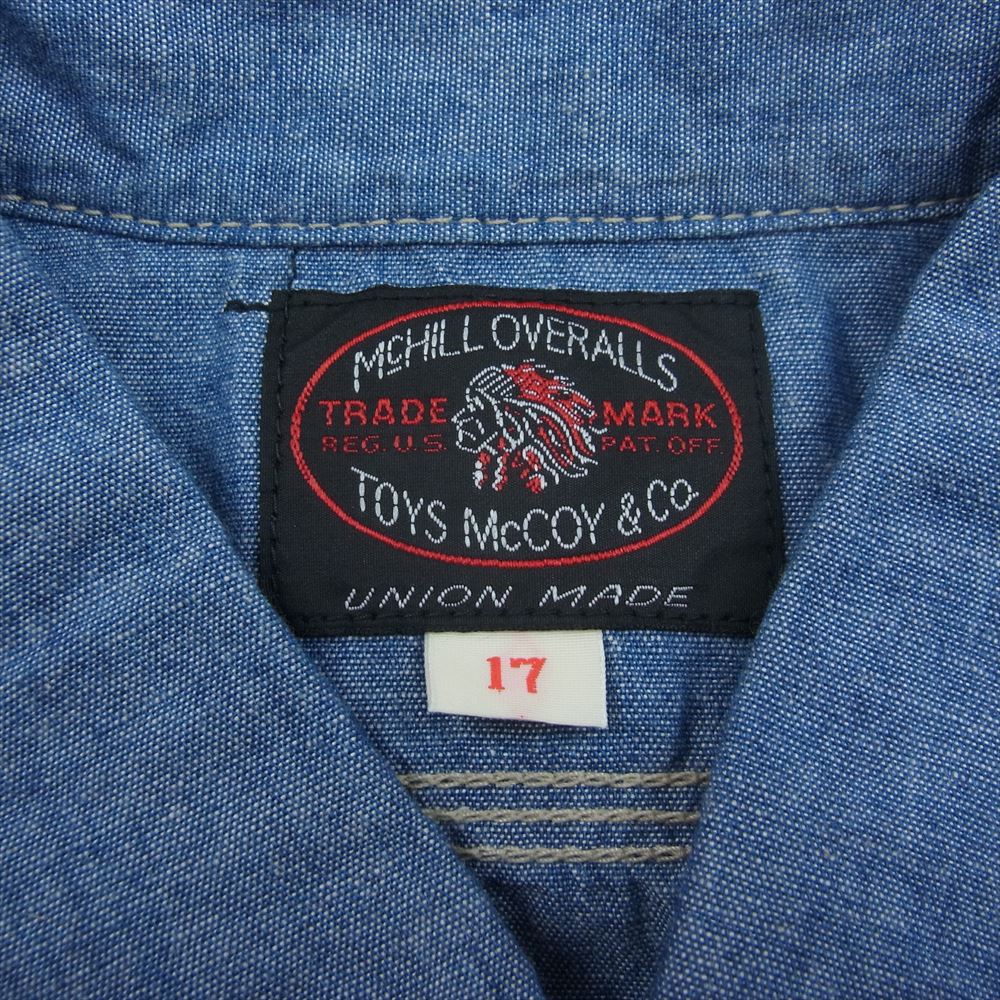 McHILL OVERALLS
TRADE MARK
REG. U.S. PAT. OFF.
TOYS McCOY & Co.
UNION MADE
17